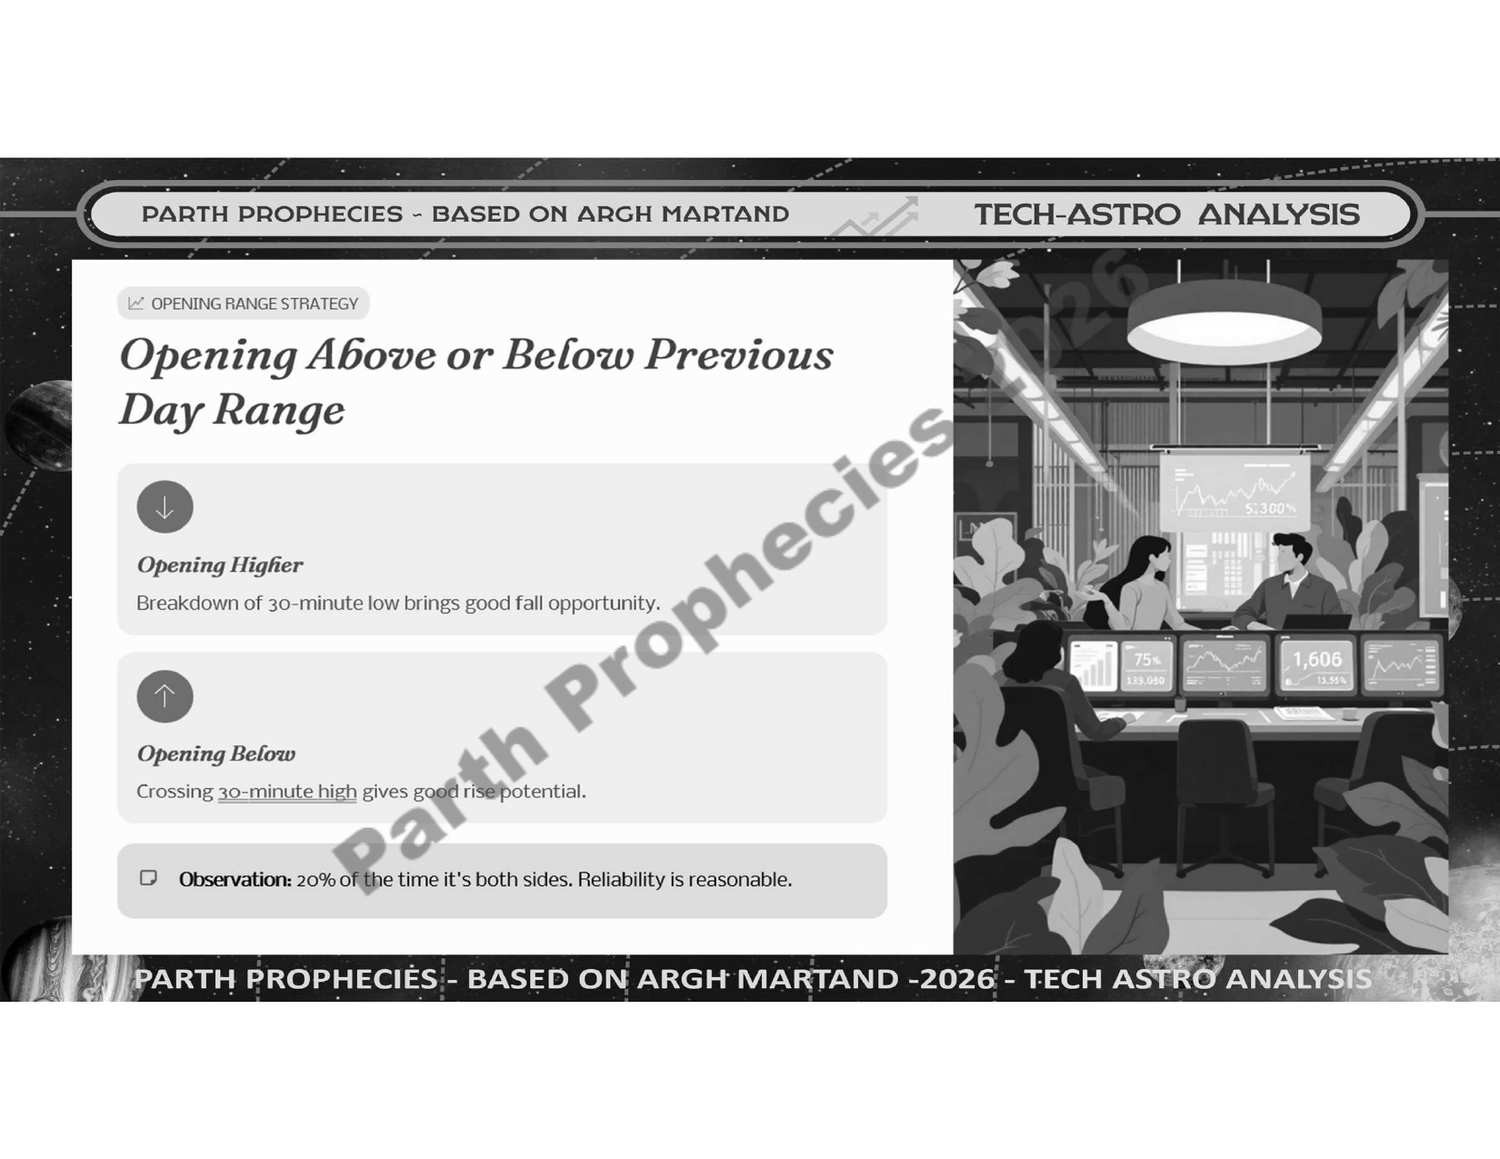 PARTH PROPHECIES ~ BASED ON ARGH MARTAND
TECH-ASTRO ANALYSIS
OPENING RANGE STRATEGY
Opening Above or Below Previous
Day Range
Opening Higher
Breakdown of 30-minute low brings good fall opportunity.
Opening Below
Crossing 30-minute high gives good rise potential.
Observation: 20% of the time it's both sides. Reliability is reasonable.
Parth Prophecies
75%
1,606
PARTH PROPHECIES - BASED ON ARGH MARTAND -2026 - TECH ASTRO ANALYSIS